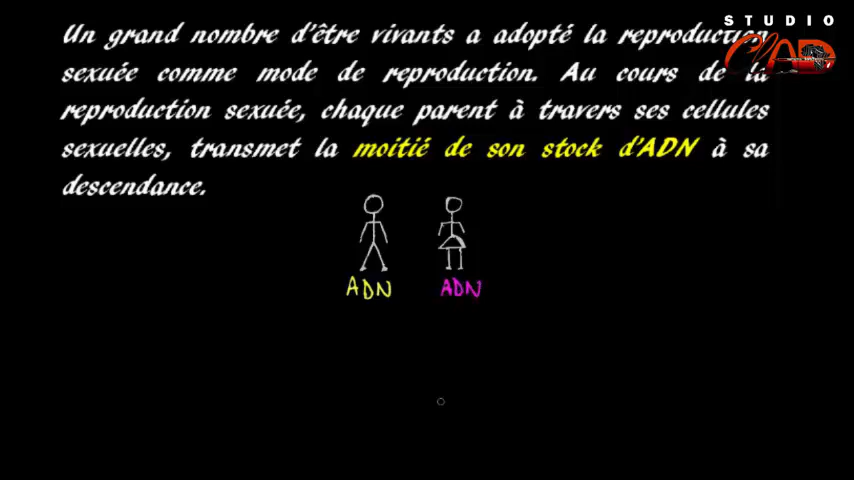 STUDIO
MAD
Un grand nombre d'être vivants a adopté la reproduction
sexuée comme mode de reproduction. Au cours de la
reproduction sexuée, chaque parent à travers ses cellules
sexuelles, transmet la moitié de son stock d'ADN à sa
descendance.
ADN ADN